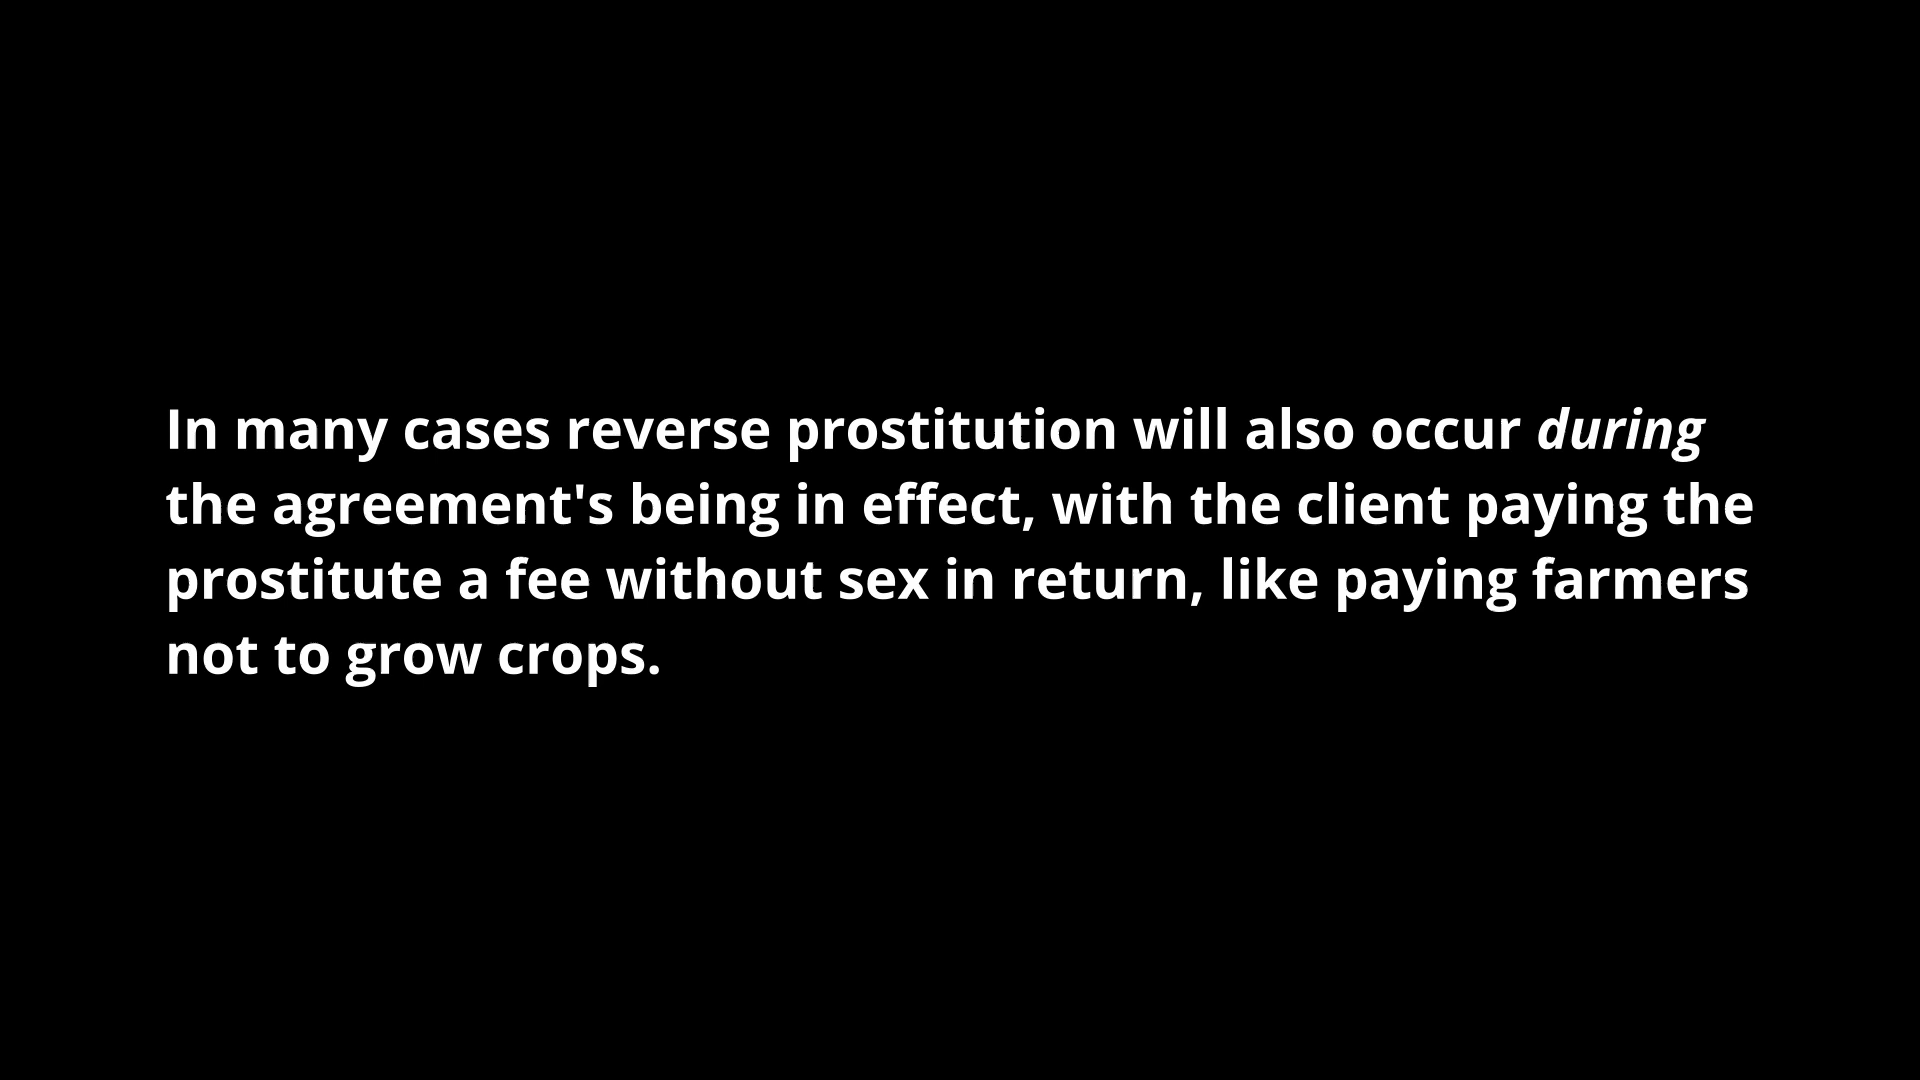 In many cases reverse prostitution will also occur during
the agreement's being in effect, with the client paying the
prostitute a fee without sex in return, like paying farmers
not to grow crops.